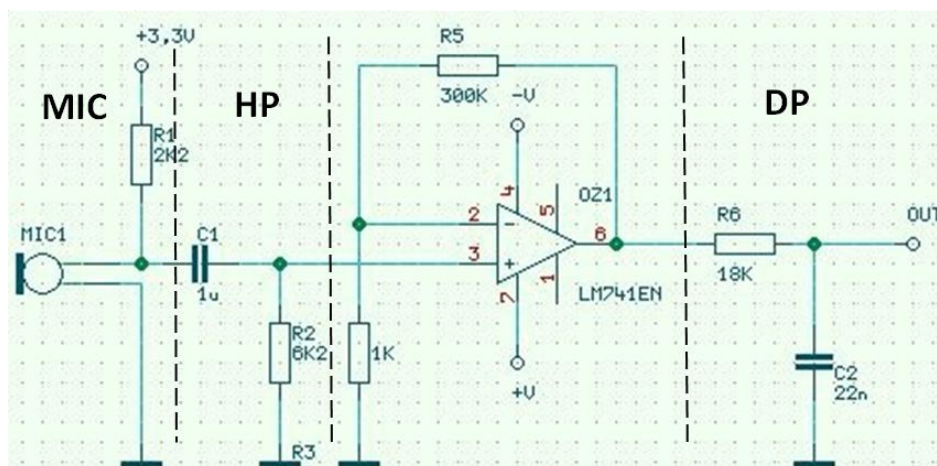 +3,3V
R5
300K
-V
MIC
HP
DP
R1
2K2
4
5
OZ1
MIC1
C1
2
-
6
R6
OUT
3
+
18K
1u
7
1
LM741EN
R2
6K2
1K
+V
C2
22n
R3